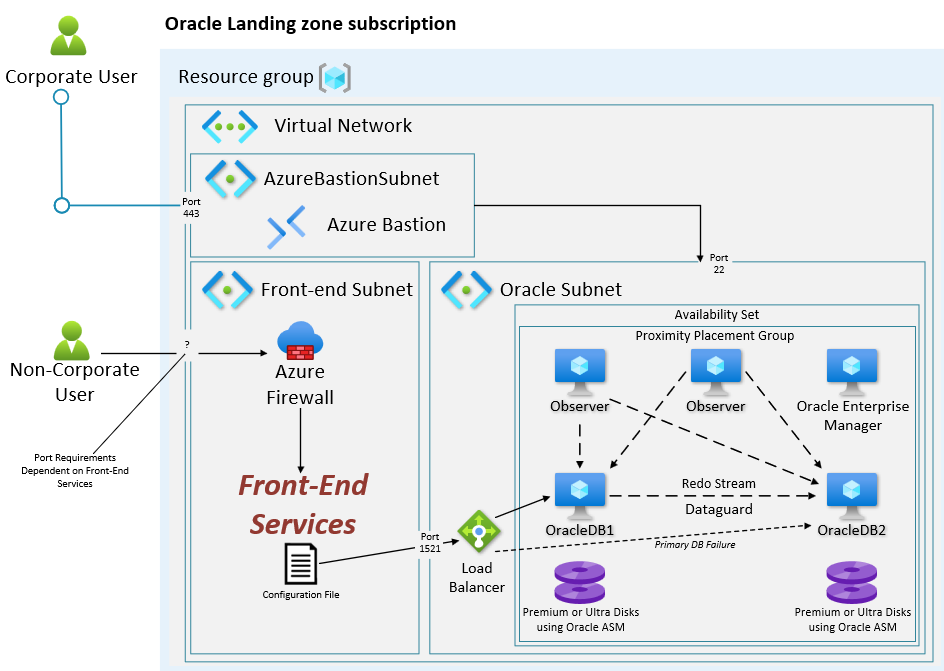 Oracle Landing zone subscription
Corporate User
Resource group
Virtual Network
AzureBastionSubnet
Port
443
Azure Bastion
Port
22
Front-end Subnet
Oracle Subnet
Availability Set
Proximity Placement Group
?
Non-Corporate
User
Azure
Firewall
Observer
Observer
Oracle Enterprise
Manager
Port Requirements
Dependent on Front-End
Services
Front-End
Services
Redo Stream
Dataguard
OracleDB1
OracleDB2
Port
1521
Primary DB Failure
Load
Balancer
Configuration File
Premium or Ultra Disks
using Oracle ASM
Premium or Ultra Disks
using Oracle ASM